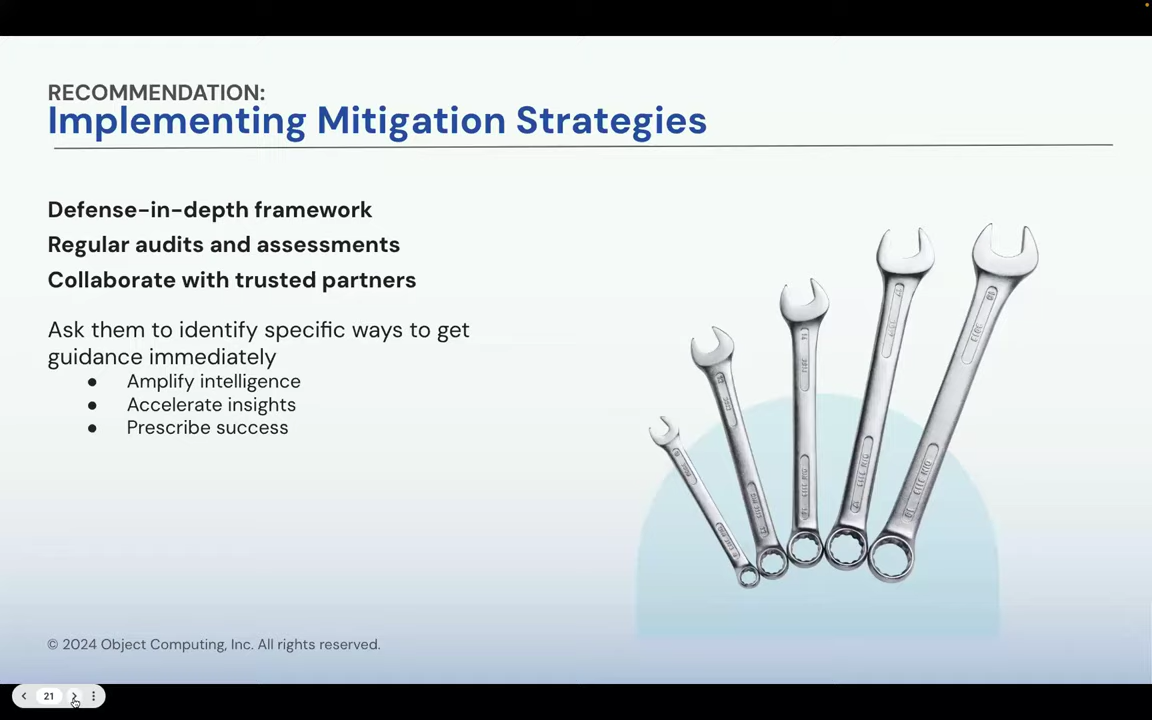 RECOMMENDATION:
Implementing Mitigation Strategies
Defense-in-depth framework
Regular audits and assessments
Collaborate with trusted partners
Ask them to identify specific ways to get
guidance immediately
● Amplify intelligence
● Accelerate insights
● Prescribe success
© 2024 Object Computing, Inc. All rights reserved.
21